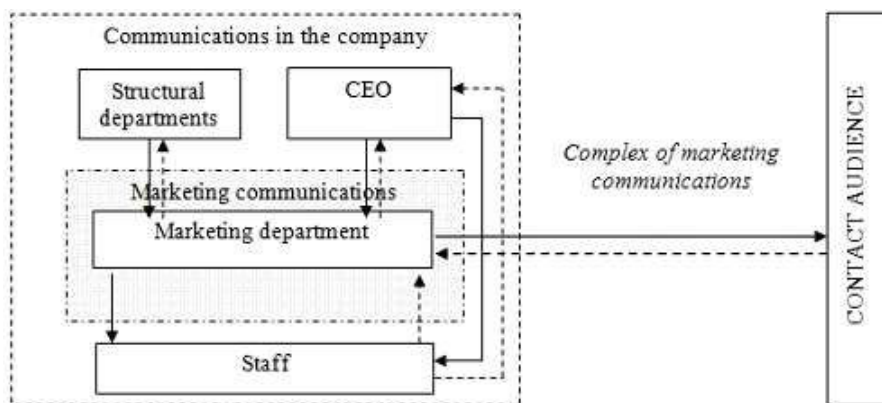 Communications in the company
Structural
departments
CEO
Complex of marketing
communications
Marketing communications
Marketing department
Staff
CONTACT AUDIENCE